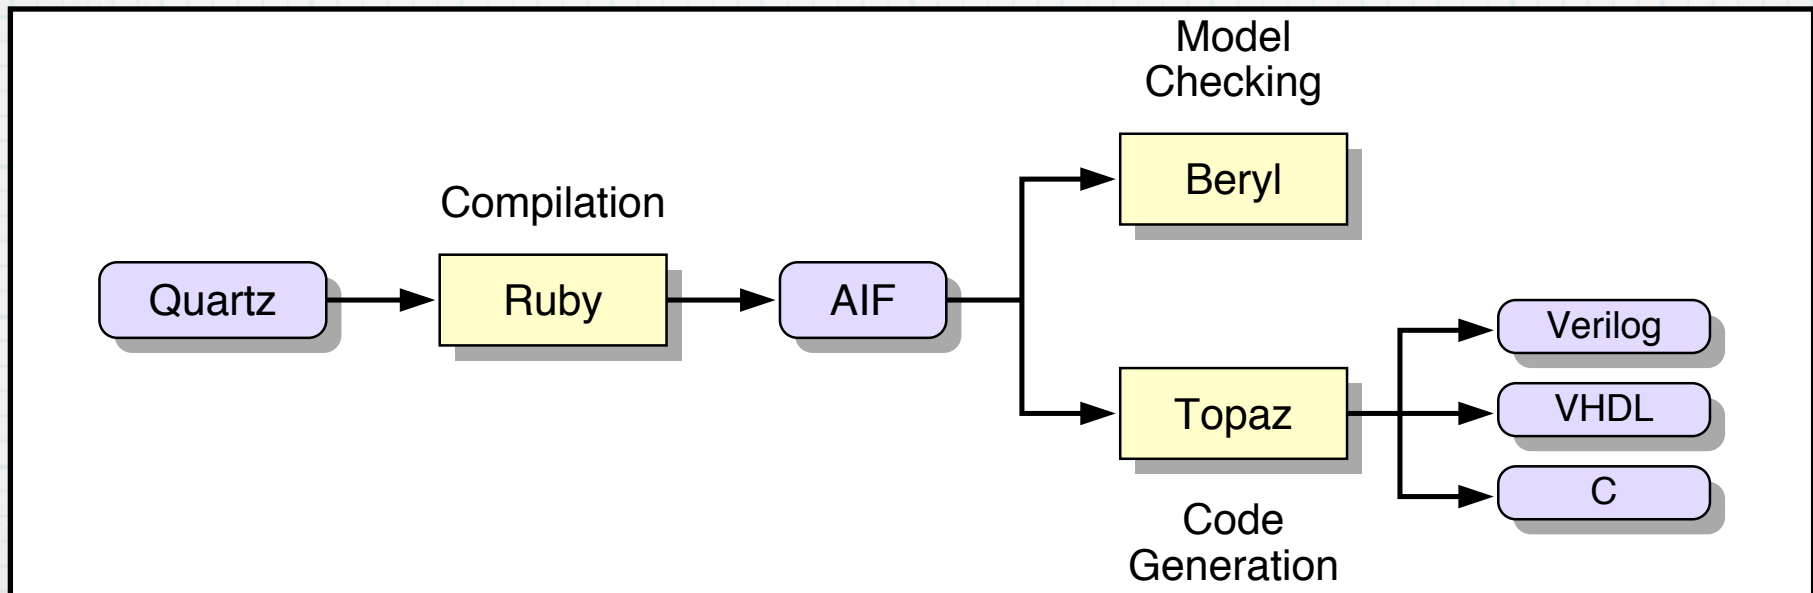 Model
Checking
Beryl
Compilation
Quartz
Ruby
AIF
Verilog
Topaz
VHDL
C
Code
Generation